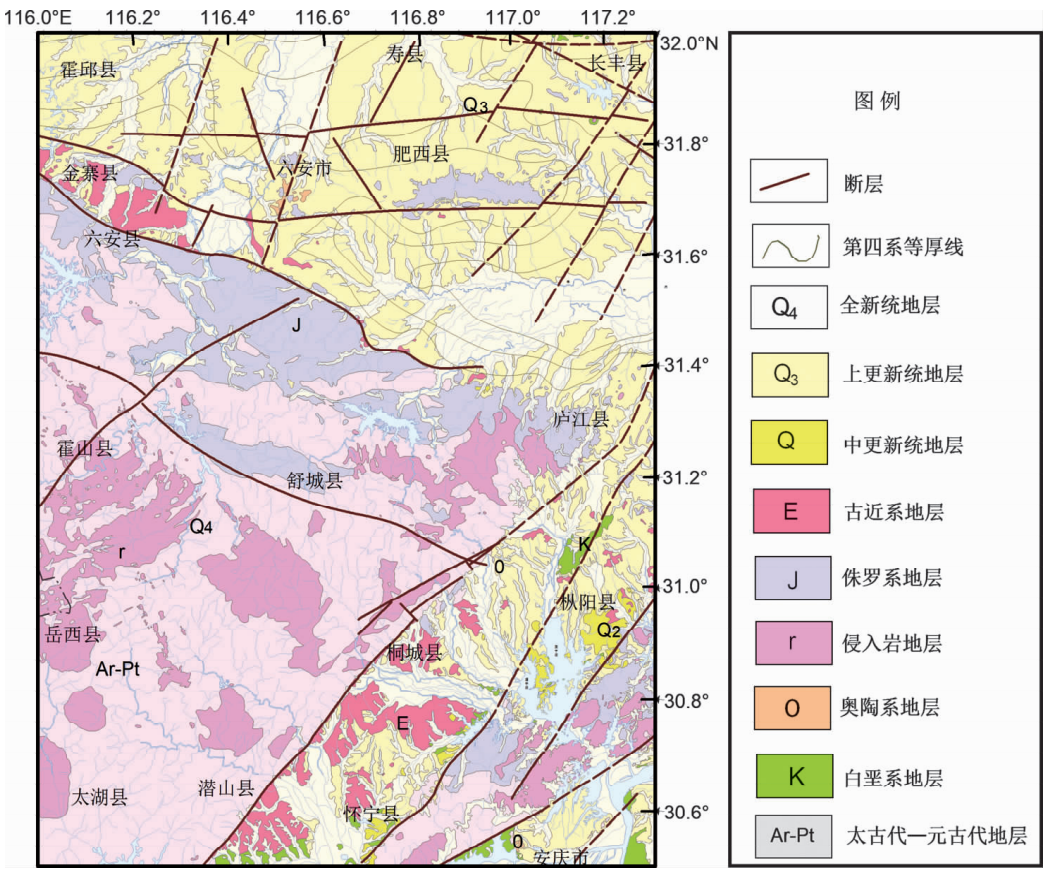 116.0°E 116.2° 116.4° 116.6° 116.8° 117.0° 117.2°
32.0°N
霍邱县
寿县
长丰县
Q3
31.8°
肥西县
六安市
金寨县
六安县
31.6°
J
31.4°
庐江县
霍山县
31.2°
舒城县
Q4
K
r
O
31.0°
枞阳县
岳西县
Q2
桐城县
Ar-Pt
30.8°
E
太湖县
潜山县
怀宁县
30.6°
O
安庆市
图 例
断层
第四系等厚线
Q4 全新统地层
Q3 上更新统地层
Q 中更新统地层
E 古近系地层
J 侏罗系地层
r 侵入岩地层
O 奥陶系地层
K 白垩系地层
Ar-Pt 太古代—元古代地层